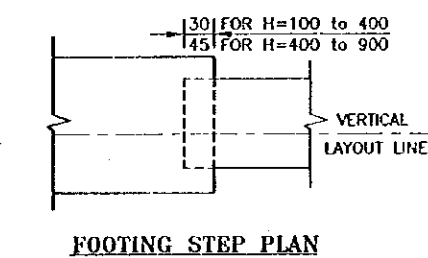 30 FOR H=100 to 400
45 FOR H=400 to 900
VERTICAL
LAYOUT LINE
FOOTING STEP PLAN